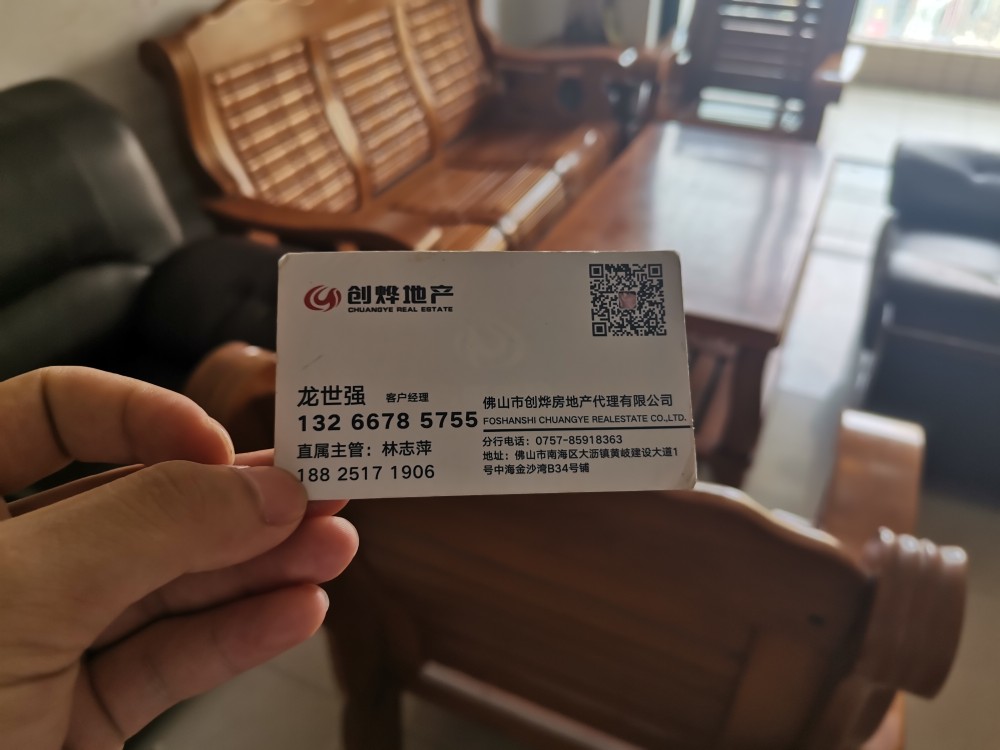 创烨地产
CHUANGYE REAL ESTATE
龙世强 客户经理
132 6678 5755
直属主管：林志萍
188 2517 1906
佛山市创烨房地产代理有限公司
FOSHANSHI CHUANGYE REALESTATE CO.,LTD.
分行电话：0757-85918363
地址：佛山市南海区大沥镇黄岐建设大道1
号中海金沙湾B34号铺